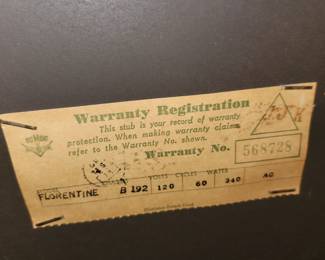 Warranty Registration
This stub is your record of warranty
protection. When making warranty claims
refer to the Warranty No. shown.
Warranty No. 568728
VOLTS CYCLES WATTS
FLORENTINE B 192 120 60 240 AC